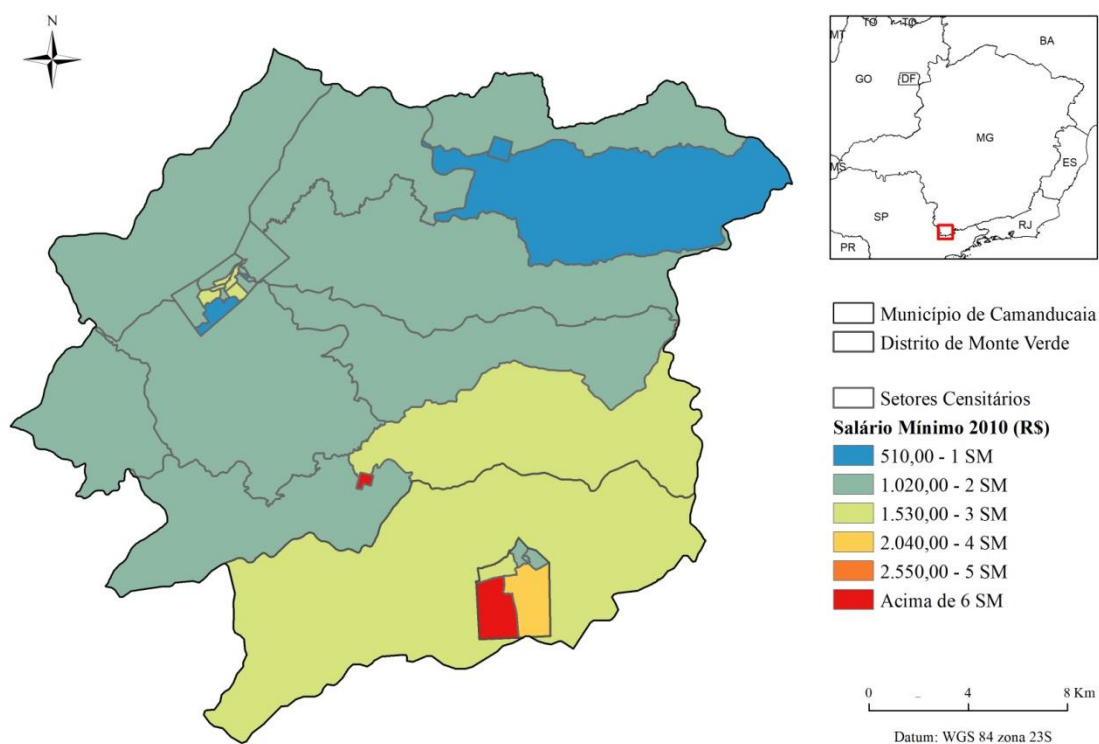 N
TO
TO
MT
BA
GO
DF
MG
MS
ES
SP
RJ
PR
Município de Camanducaia
Distrito de Monte Verde
Setores Censitários
Salário Mínimo 2010 (R$)
510,00 - 1 SM
1.020,00 - 2 SM
1.530,00 - 3 SM
2.040,00 - 4 SM
2.550,00 - 5 SM
Acima de 6 SM
0 4 8 Km
Datum: WGS 84 zona 23S